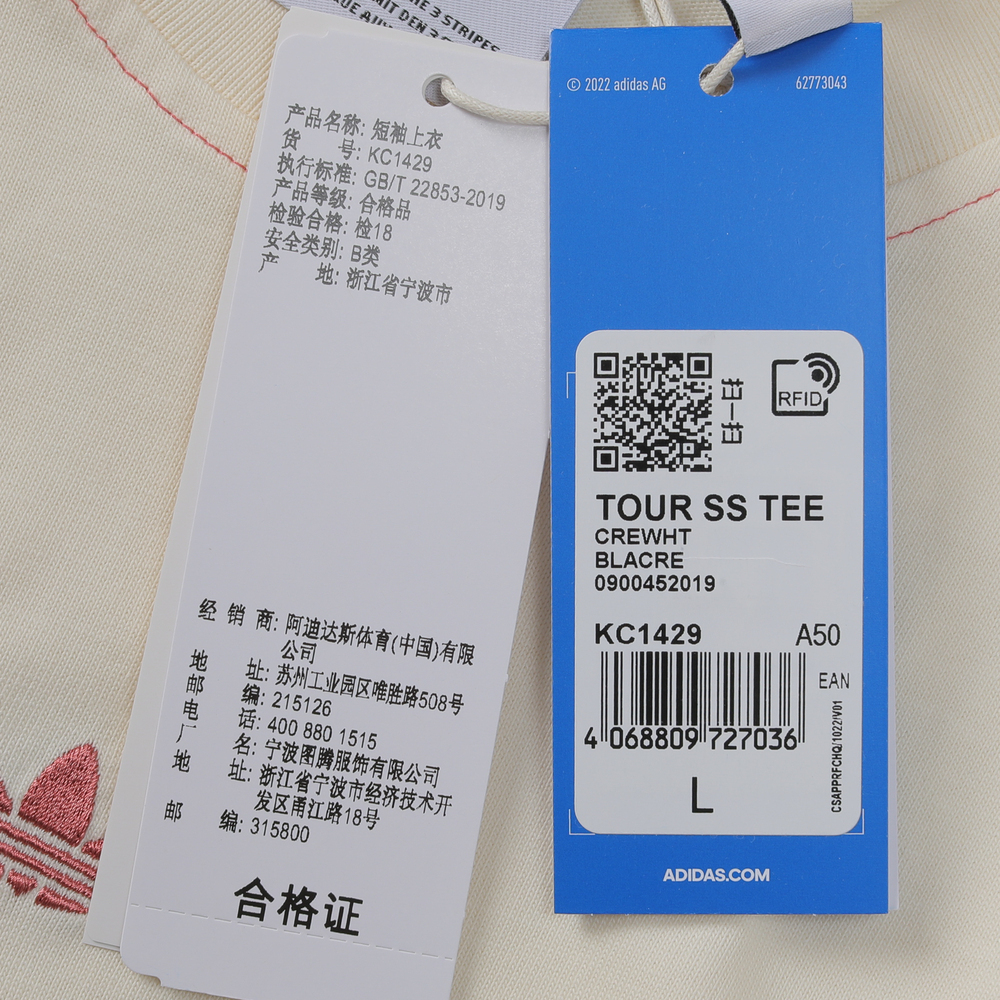 THE 3 STRIPES
MIT DEN 3
© 2022 adidas AG
62773043
产品名称: 短袖上衣
货 号: KC1429
执行标准: GB/T 22853-2019
产品等级: 合格品
检验合格: 检18
安全类别: B类
产 地: 浙江省宁波市
经 销 商: 阿迪达斯体育(中国)有限
公司
地 址: 苏州工业园区唯胜路508号
邮 编: 215126
电 话: 400 880 1515
厂 名: 宁波图腾服饰有限公司
地 址: 浙江省宁波市经济技术开
发区甬江路18号
邮 编: 315800
合格证
扫一扫
RFID
TOUR SS TEE
CREWHT
BLACRE
0900452019
KC1429 A50
EAN
4 068809 727036
CSAPPRFCHQ/1022/V01
L
ADIDAS.COM